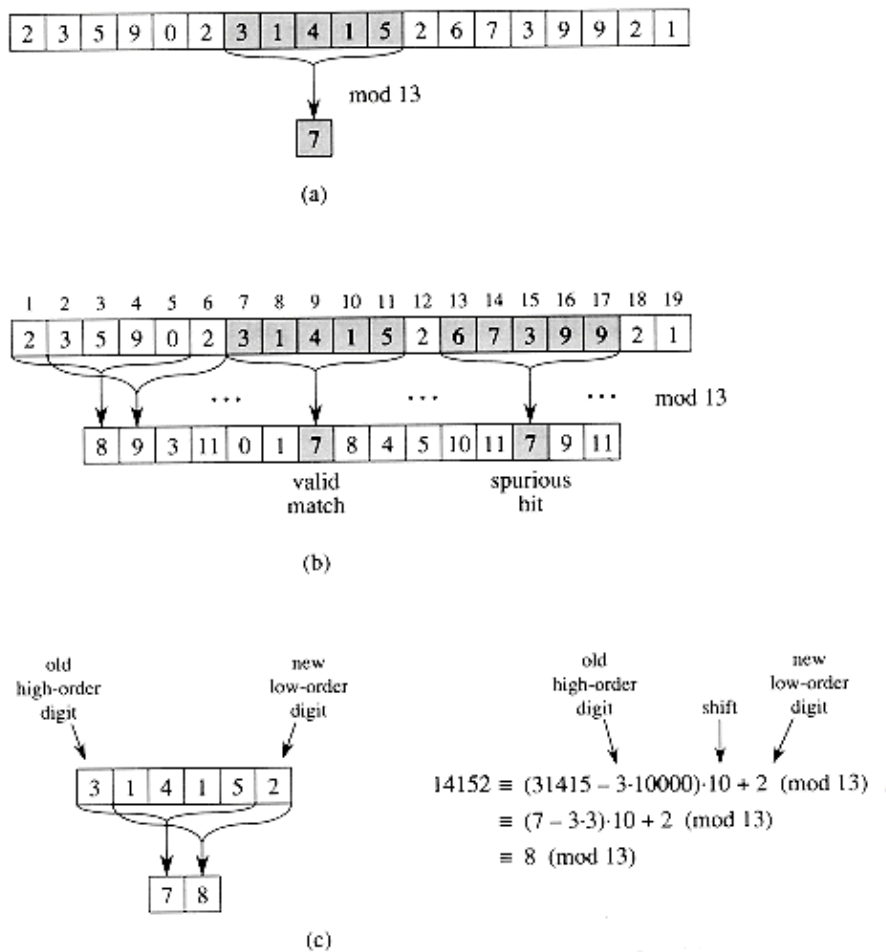 2 3 5 9 0 2 3 1 4 1 5 2 6 7 3 9 9 2 1
mod 13
7
(a)
1 2 3 4 5 6 7 8 9 10 11 12 13 14 15 16 17 18 19
2 3 5 9 0 2 3 1 4 1 5 2 6 7 3 9 9 2 1
... ... ... mod 13
8 9 3 11 0 1 7 8 4 5 10 11 7 9 11
valid match
spurious hit
(b)
old high-order digit
new low-order digit
3 1 4 1 5 2
7 8
old high-order digit
shift
new low-order digit
14152 ≡ (31415 – 3·10000)·10 + 2 (mod 13)
≡ (7 – 3·3)·10 + 2 (mod 13)
≡ 8 (mod 13)
(c)